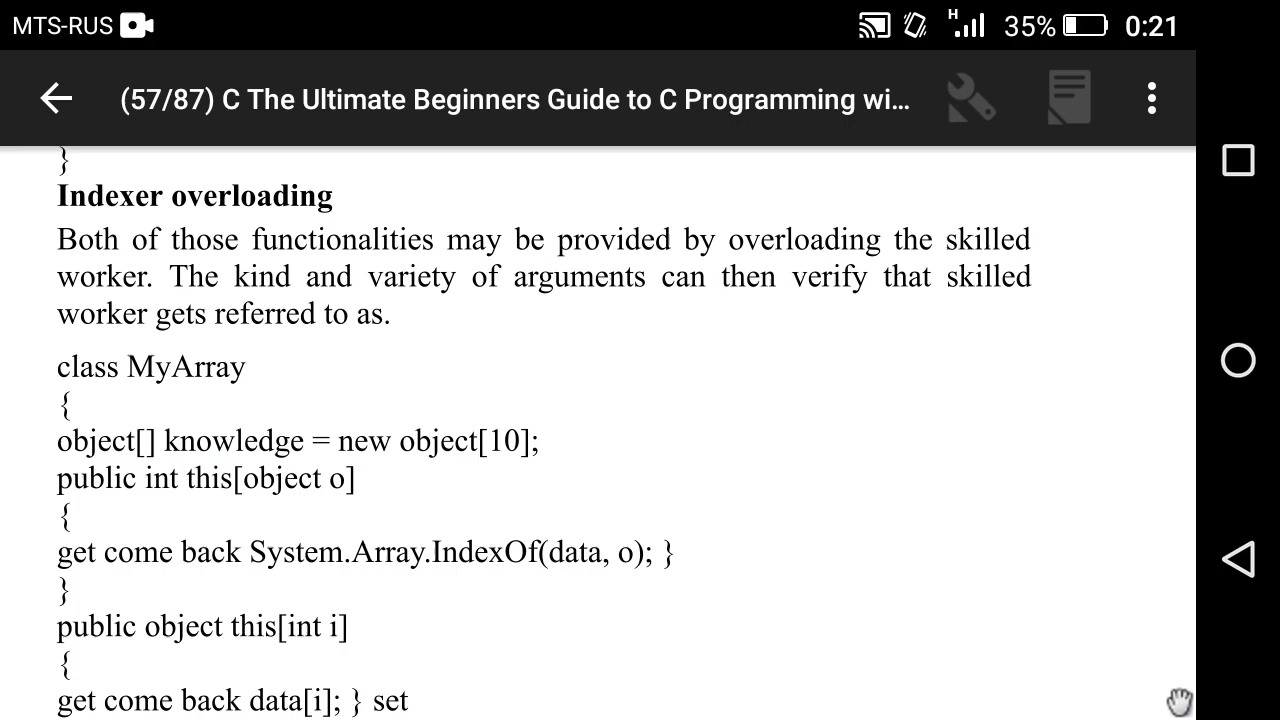 MTS-RUS H 35% 0:21
(57/87) C The Ultimate Beginners Guide to C Programming wi...
}
Indexer overloading
Both of those functionalities may be provided by overloading the skilled
worker. The kind and variety of arguments can then verify that skilled
worker gets referred to as.
class MyArray
{
object[] knowledge = new object[10];
public int this[object o]
{
get come back System.Array.IndexOf(data, o); }
}
public object this[int i]
{
get come back data[i]; } set